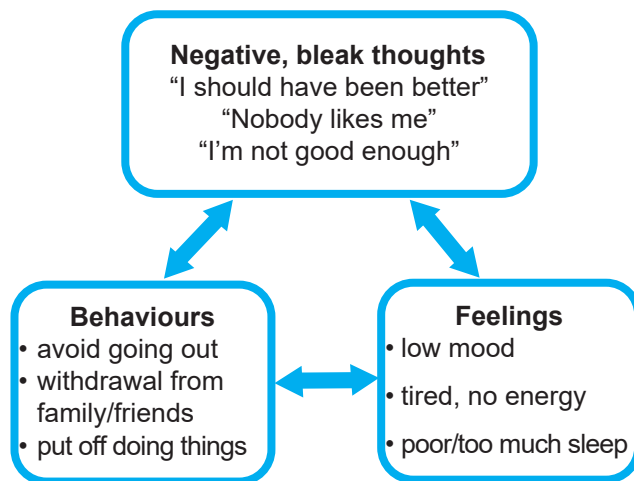 Negative, bleak thoughts
“I should have been better”
“Nobody likes me”
“I’m not good enough”
Behaviours
• avoid going out
• withdrawal from
family/friends
• put off doing things
Feelings
• low mood
• tired, no energy
• poor/too much sleep